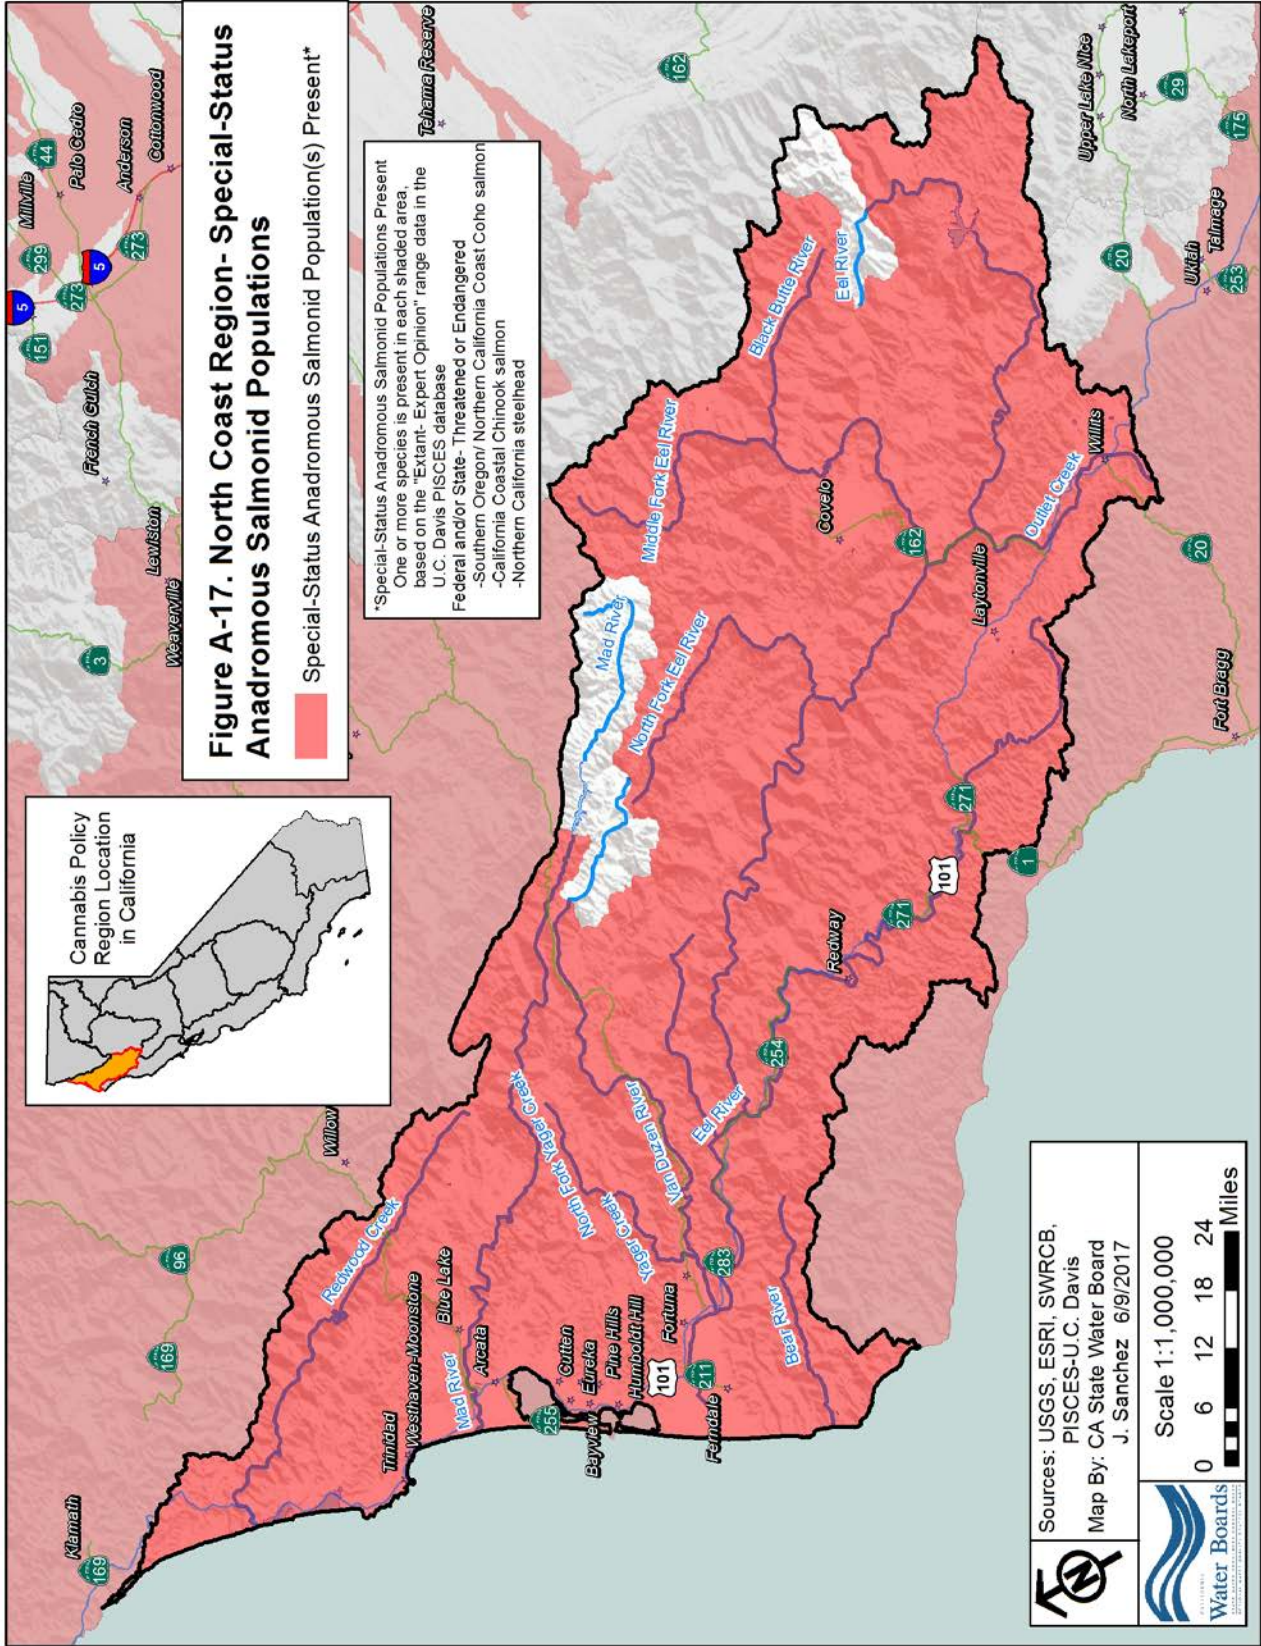 Figure A-17. North Coast Region- Special-Status
Anadromous Salmonid Populations
Special-Status Anadromous Salmonid Population(s) Present*
*Special-Status Anadromous Salmonid Populations Present
One or more species is present in each shaded area,
based on the "Extant- Expert Opinion" range data in the
U.C. Davis PISCES database
Federal and/or State- Threatened or Endangered
-Southern Oregon/ Northern California Coast Coho salmon
-California Coastal Chinook salmon
-Northern California steelhead
Cannabis Policy
Region Location
in California
Klamath
169
169
96
Willow
3
Weaverville
Lewiston
French Gulch
151
5
273
299
Millville
5
273
44
Palo Cedro
Anderson
Cottonwood
Tehama Reserve
162
Redwood Creek
Trinidad
Westhaven-Moonstone
Blue Lake
Mad River
Arcata
255
Cutten
Eureka
Bayview
Pine Hills
Humboldt Hill
101
Fortuna
211
Ferndale
283
Bear River
North Fork Yager Creek
Yager Creek
Van Duzen River
Eel River
254
Redway
271
101
271
1
Mad River
North Fork Eel River
Middle Fork Eel River
Black Butte River
Eel River
Covelo
162
Laytonville
Outlet Creek
Willits
20
Fort Bragg
Upper Lake Nice
North Lakeport
29
175
20
Ukiah
Talmage
253
N
Sources: USGS, ESRI, SWRCB,
PISCES-U.C. Davis
Map By: CA State Water Board
J. Sanchez 6/9/2017
CALIFORNIA
Water Boards
Scale 1:1,000,000
0 6 12 18 24
Miles